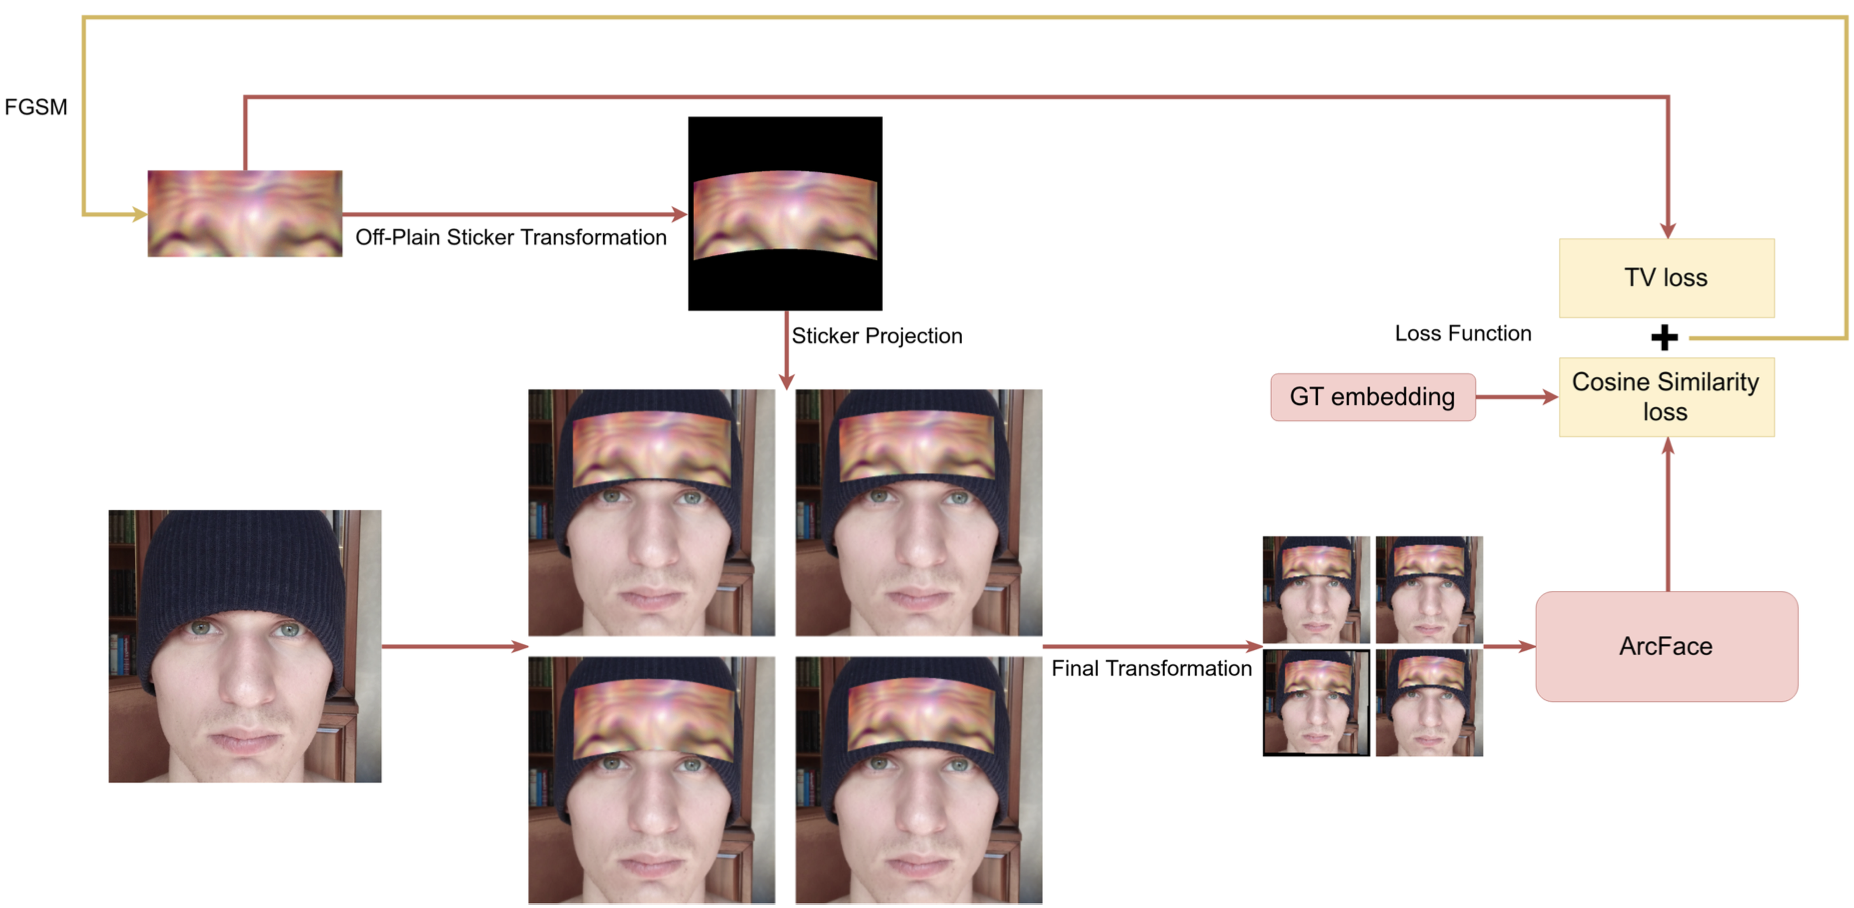 FGSM
Off-Plain Sticker Transformation
Sticker Projection
TV loss
Loss Function
+
GT embedding
Cosine Similarity
loss
Final Transformation
ArcFace